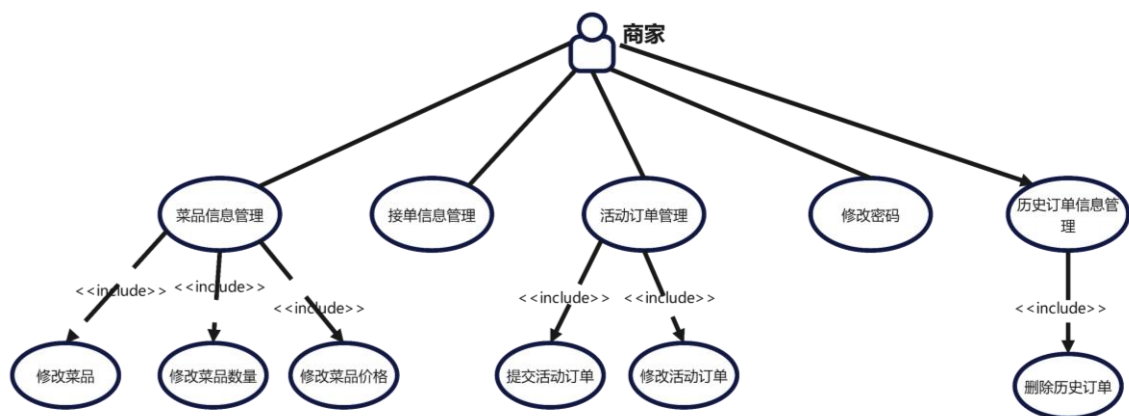 商家
菜品信息管理
接单信息管理
活动订单管理
修改密码
历史订单信息管
理
<<include>>
<<include>>
<<include>>
<<include>>
<<include>>
<<include>>
修改菜品
修改菜品数量
修改菜品价格
提交活动订单
修改活动订单
删除历史订单